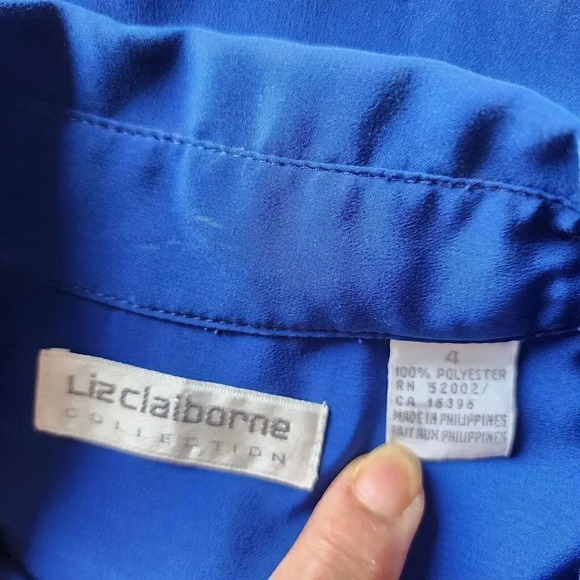 Liz claiborne
COLLECTION
4
100% POLYESTER
RN 52002/
CA 16396
MADE IN PHILIPPINES
FAIT AUX PHILIPPINES